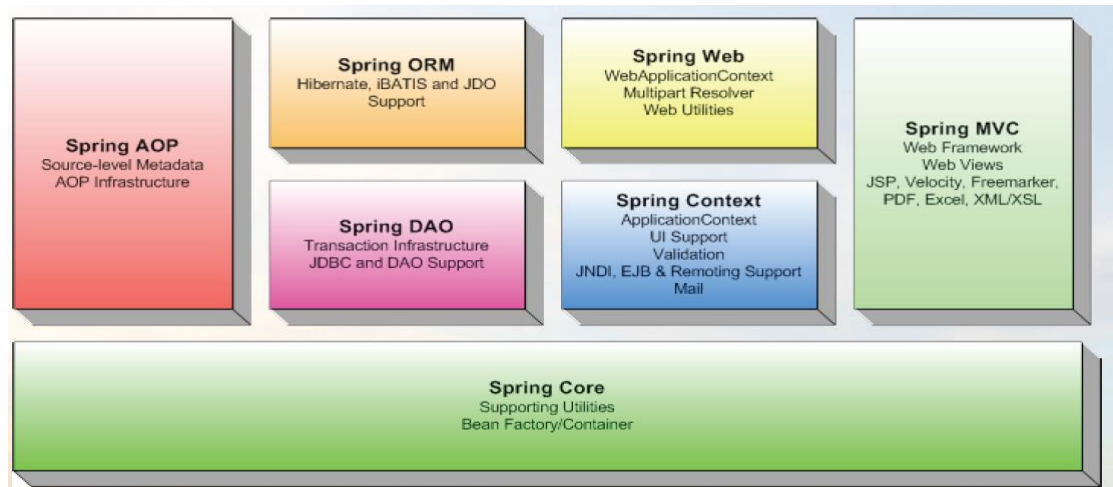 Spring AOP
Source-level Metadata
AOP Infrastructure
Spring ORM
Hibernate, iBATIS and JDO
Support
Spring DAO
Transaction Infrastructure
JDBC and DAO Support
Spring Web
WebApplicationContext
Multipart Resolver
Web Utilities
Spring Context
ApplicationContext
UI Support
Validation
JNDI, EJB & Remoting Support
Mail
Spring MVC
Web Framework
Web Views
JSP, Velocity, Freemarker,
PDF, Excel, XML/XSL
Spring Core
Supporting Utilities
Bean Factory/Container